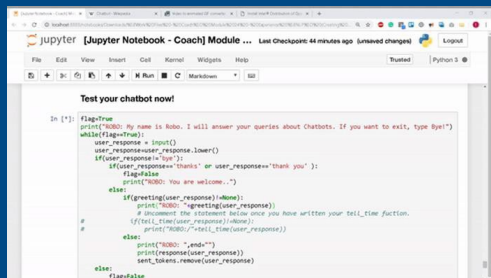 jupyter [Jupyter Notebook - Coach] Module ... Last Checkpoint: 44 minutes ago (unsaved changes) Logout
File Edit View Insert Cell Kernel Widgets Help Trusted Python 3
Run C Markdown
Test your chatbot now!
In [*]: flag=True
print("ROBO: My name is Robo. I will answer your queries about Chatbots. If you want to exit, type Bye!")
while(flag==True):
user_response = input()
user_response=user_response.lower()
if(user_response!='bye'):
if(user_response=='thanks' or user_response=='thank you' ):
flag=False
print("ROBO: You are welcome..")
else:
if(greeting(user_response)!=None):
print("ROBO: "+greeting(user_response))
# Uncomment the statement below once you have written your tell_time fuction.
# if(tell_time(user_response)!=None):
# print("ROBO:/"+tell_time(user_response))
else:
print("ROBO: ",end="")
print(response(user_response))
sent_tokens.remove(user_response)
else:
flag=False